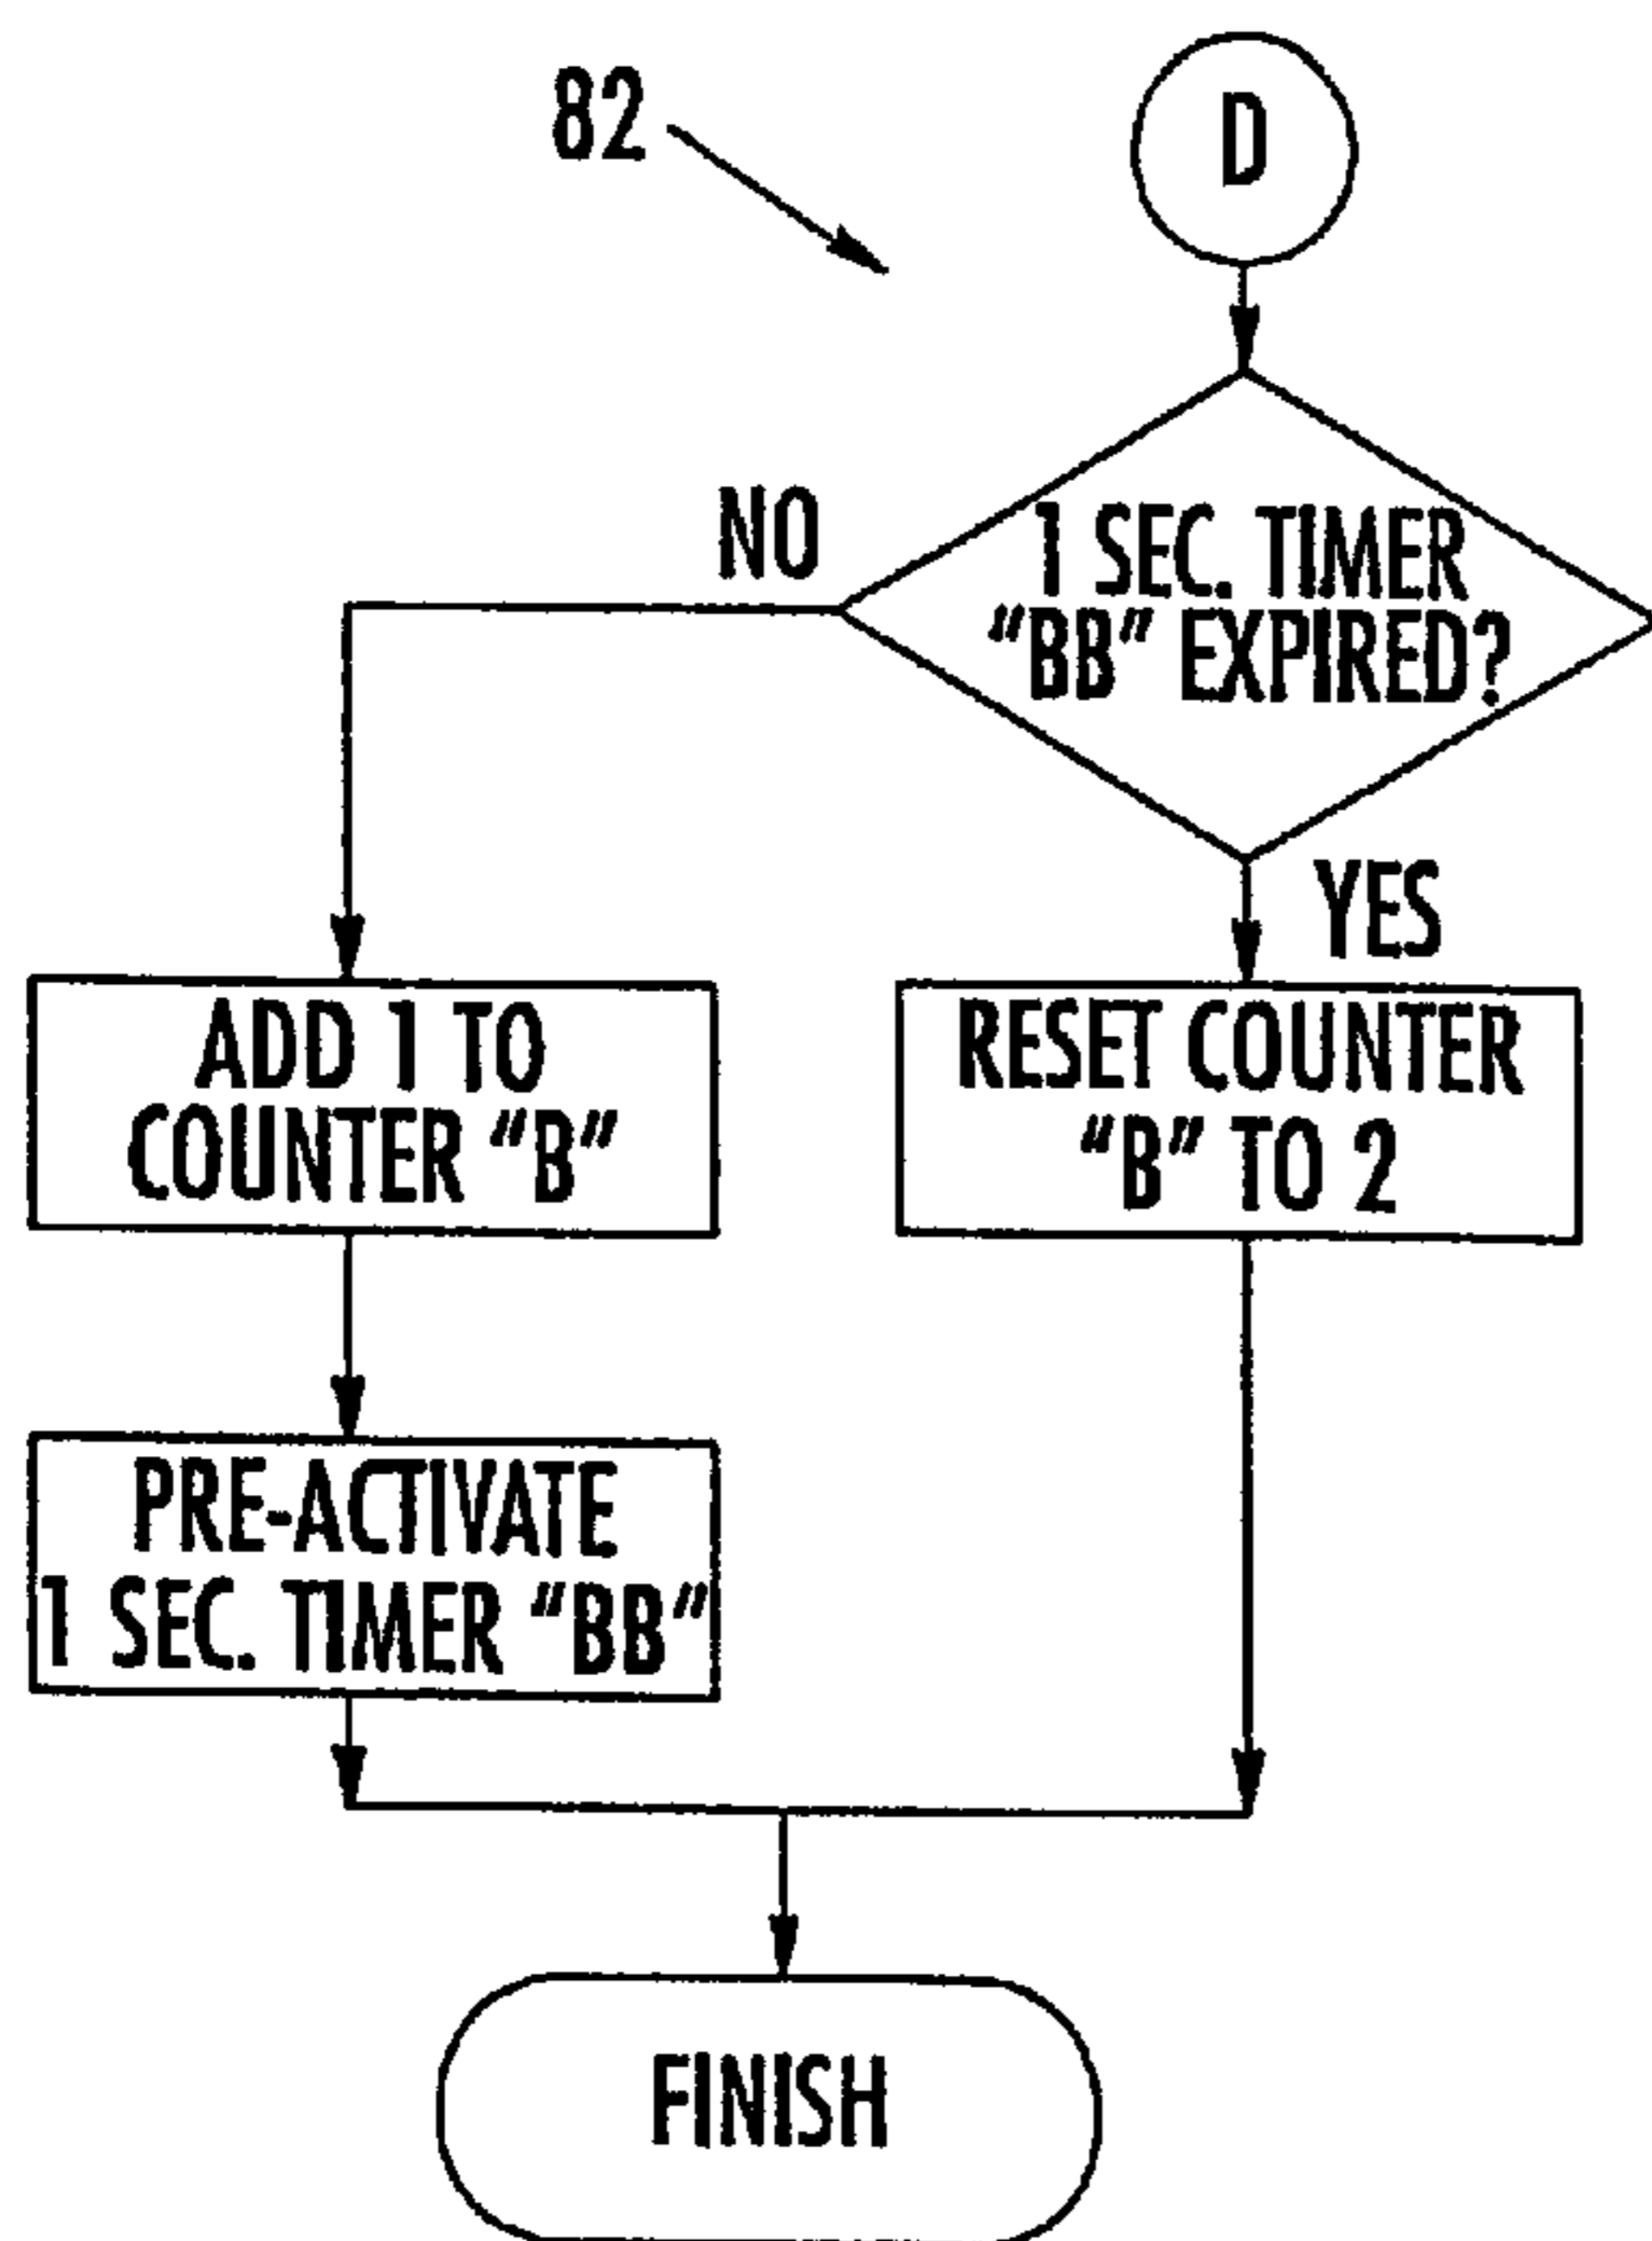 82
D
NO
1 SEC. TIMER
"BB" EXPIRED?
YES
ADD 1 TO
COUNTER "B"
RESET COUNTER
"B" TO 2
PRE-ACTIVATE
1 SEC. TIMER "BB"
FINISH